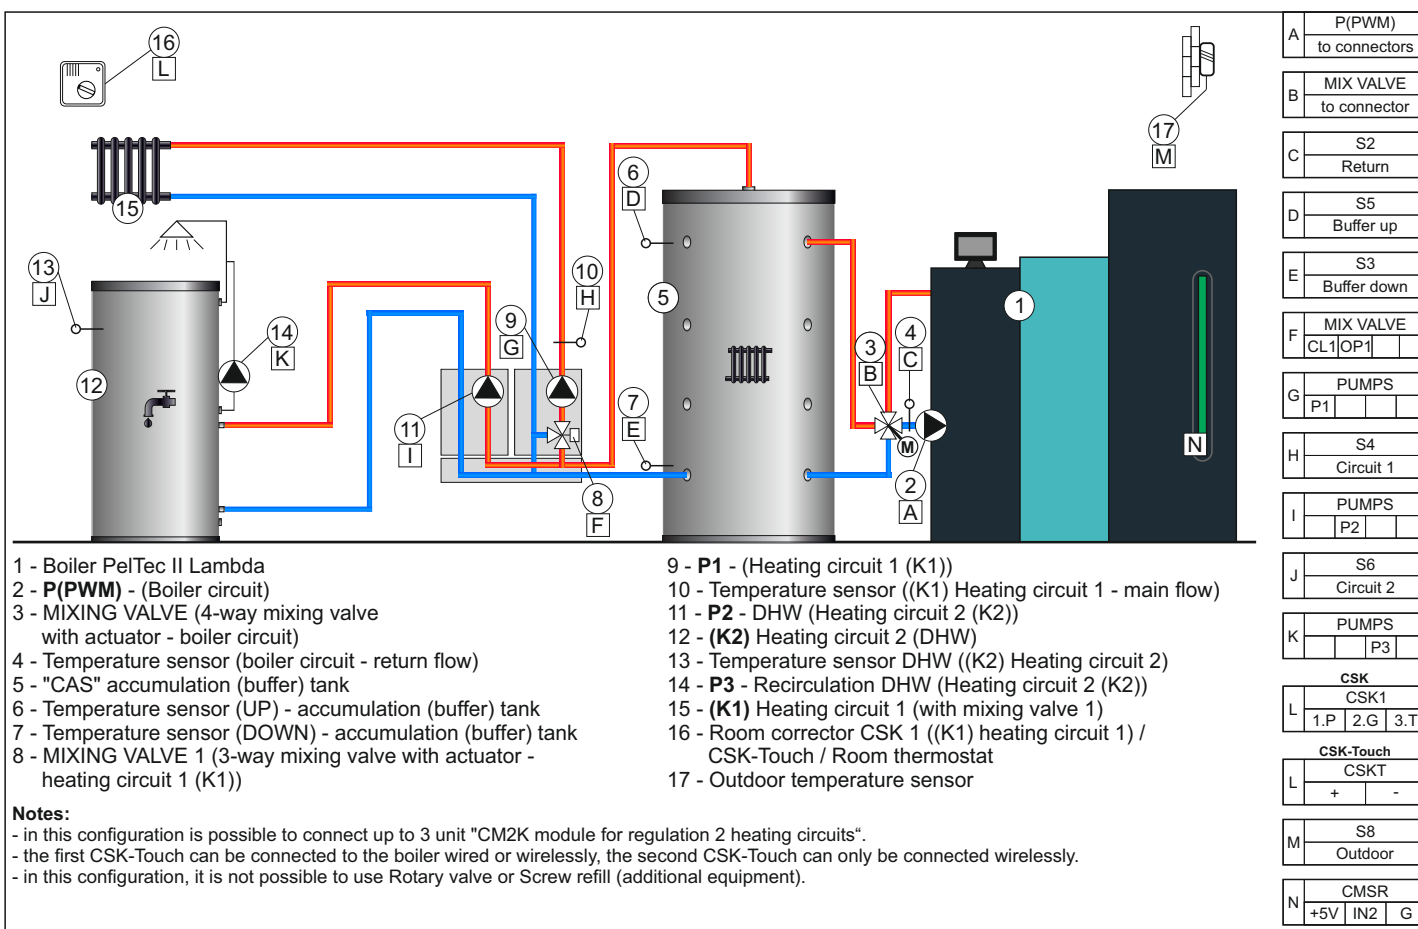 16
L
15
13
J
12
14
K
10
H
9
G
11
I
8
F
6
D
5
7
E
3
B
4
C
M
2
A
1
17
M
N
1 - Boiler PelTec II Lambda
2 - P(PWM) - (Boiler circuit)
3 - MIXING VALVE (4-way mixing valve
with actuator - boiler circuit)
4 - Temperature sensor (boiler circuit - return flow)
5 - "CAS" accumulation (buffer) tank
6 - Temperature sensor (UP) - accumulation (buffer) tank
7 - Temperature sensor (DOWN) - accumulation (buffer) tank
8 - MIXING VALVE 1 (3-way mixing valve with actuator -
heating circuit 1 (K1))
9 - P1 - (Heating circuit 1 (K1))
10 - Temperature sensor ((K1) Heating circuit 1 - main flow)
11 - P2 - DHW (Heating circuit 2 (K2))
12 - (K2) Heating circuit 2 (DHW)
13 - Temperature sensor DHW ((K2) Heating circuit 2)
14 - P3 - Recirculation DHW (Heating circuit 2 (K2))
15 - (K1) Heating circuit 1 (with mixing valve 1)
16 - Room corrector CSK 1 ((K1) heating circuit 1) /
CSK-Touch / Room thermostat
17 - Outdoor temperature sensor
Notes:
- in this configuration is possible to connect up to 3 unit "CM2K module for regulation 2 heating circuits“.
- the first CSK-Touch can be connected to the boiler wired or wirelessly, the second CSK-Touch can only be connected wirelessly.
- in this configuration, it is not possible to use Rotary valve or Screw refill (additional equipment).
A P(PWM)
to connectors
B MIX VALVE
to connector
C S2
Return
D S5
Buffer up
E S3
Buffer down
F MIX VALVE
CL1 OP1
G PUMPS
P1
H S4
Circuit 1
I PUMPS
P2
J S6
Circuit 2
K PUMPS
P3
CSK
L CSK1
1.P 2.G 3.T
CSK-Touch
L CSKT
+ -
M S8
Outdoor
N CMSR
+5V IN2 G